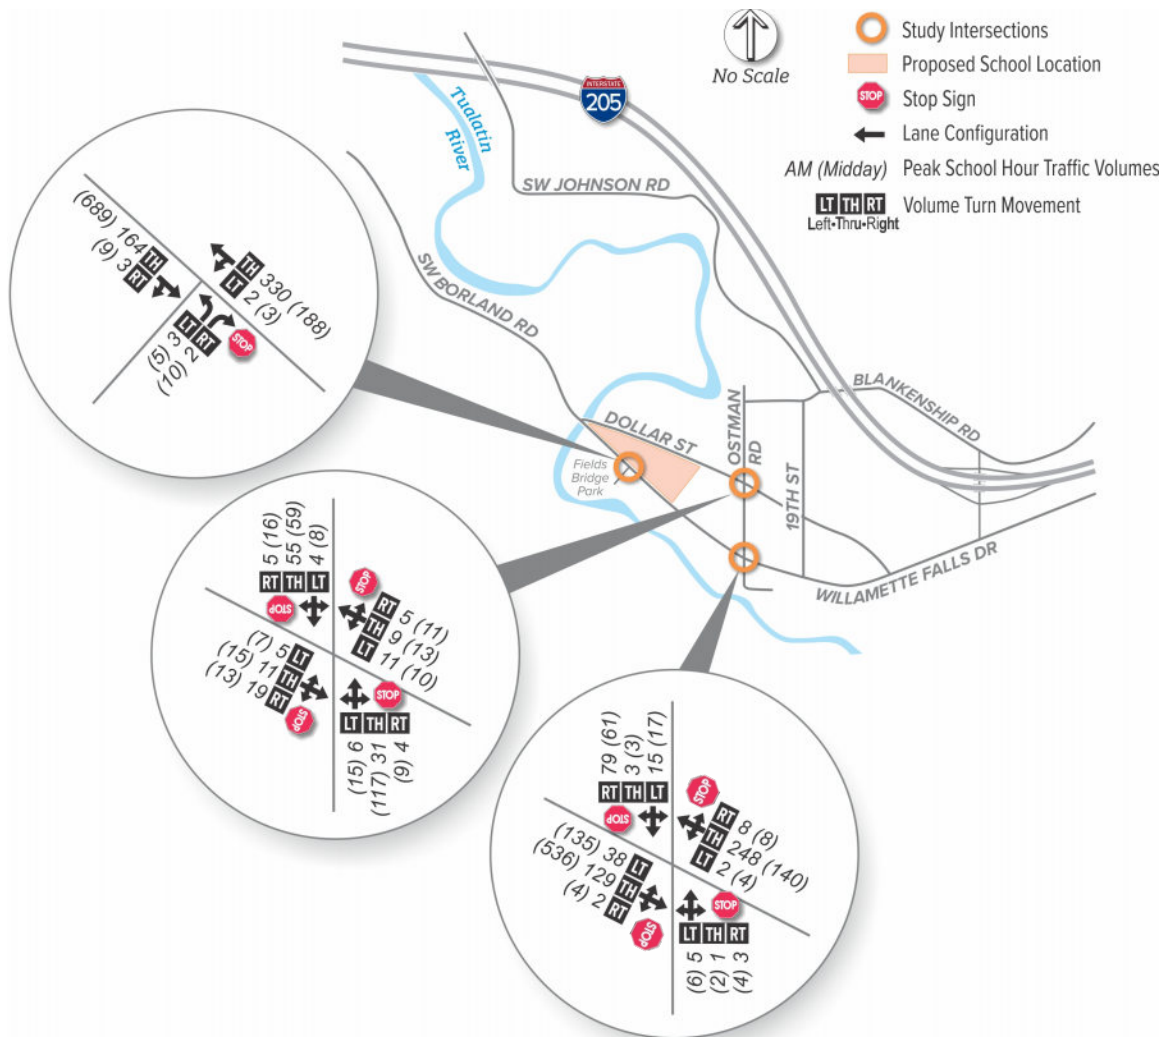 No Scale
Study Intersections
Proposed School Location
STOP
Stop Sign
Lane Configuration
AM (Midday) Peak School Hour Traffic Volumes
LT TH RT
Volume Turn Movement
Left•Thru•Right
INTERSTATE
205
Tualatin
River
SW JOHNSON RD
SW BORLAND RD
DOLLAR ST
OSTMAN
RD
19TH ST
BLANKENSHIP RD
WILLAMETTE FALLS DR
Fields
Bridge
Park
(689) 164 TH
(9) 3 RT
TH 330 (188)
LT 2 (3)
LT RT
(5) 3
(10) 2
STOP
5 (16)
55 (59)
4 (8)
RT TH LT
STOP
STOP
RT 5 (11)
TH 9 (13)
LT 11 (10)
(7) 5 LT
(15) 11 TH
(13) 19 RT
STOP
STOP
LT TH RT
(15) 6
(117) 31
(9) 4
79 (61)
3 (3)
15 (17)
RT TH LT
STOP
STOP
RT 8 (8)
TH 248 (140)
LT 2 (4)
(135) 38 LT
(536) 129 TH
(4) 2 RT
STOP
STOP
LT TH RT
(6) 5
(2) 1
(4) 3